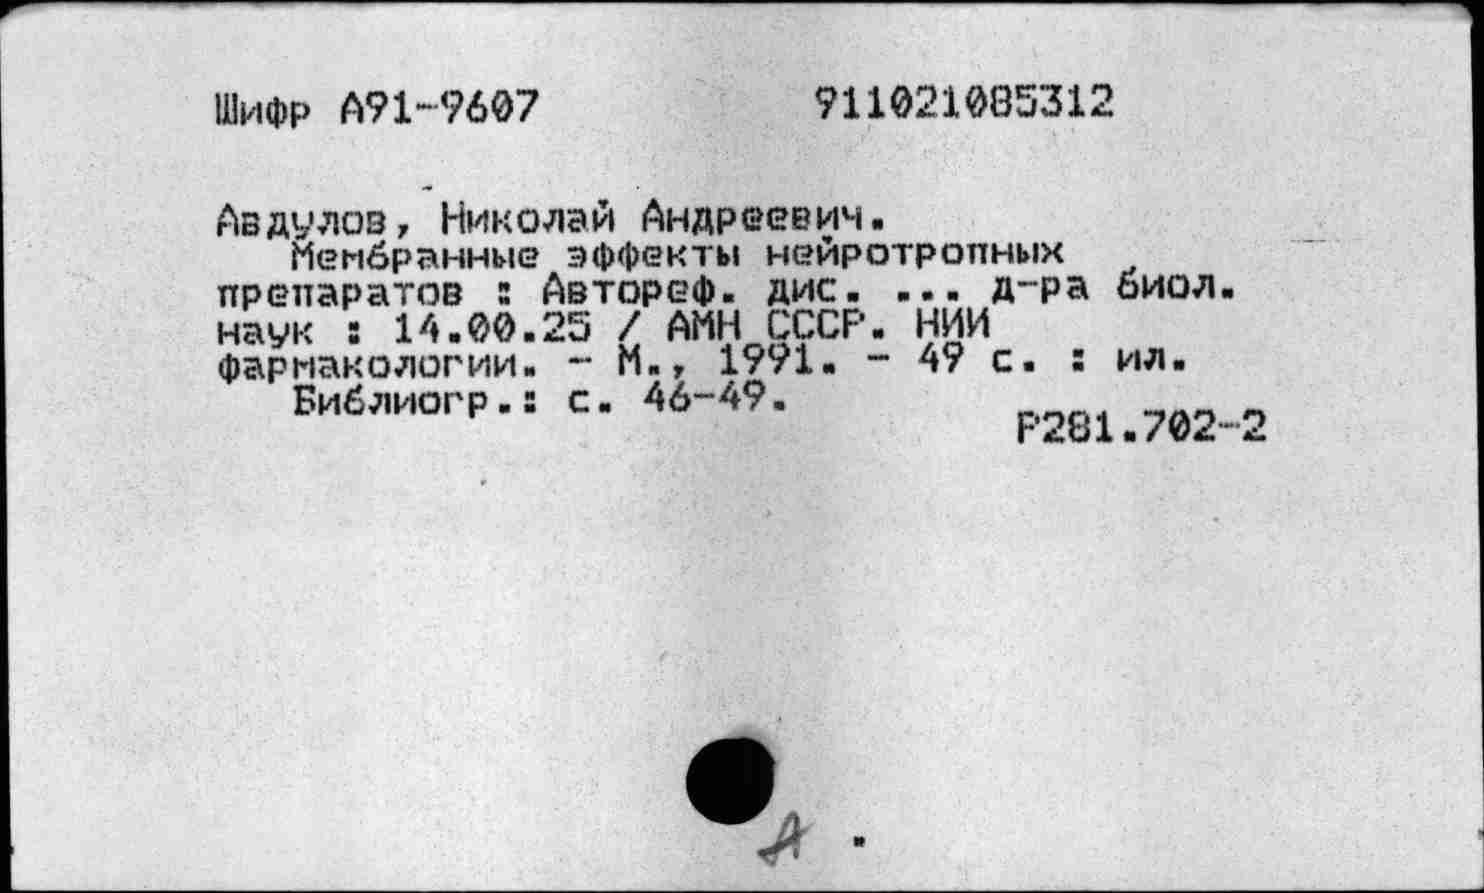 Шифр А91-9607 911021085312
Авдулов, Николай Андреевич.
Мембранные эффекты нейротропных
препаратов : Автореф. дис. ... д-ра биол.
наук : 14.00.25 / АМН СССР. НИИ
фармакологии. - М., 1991. - 49 с. : ил.
Библиогр.: с. 46-49.
Р281.702-2
А